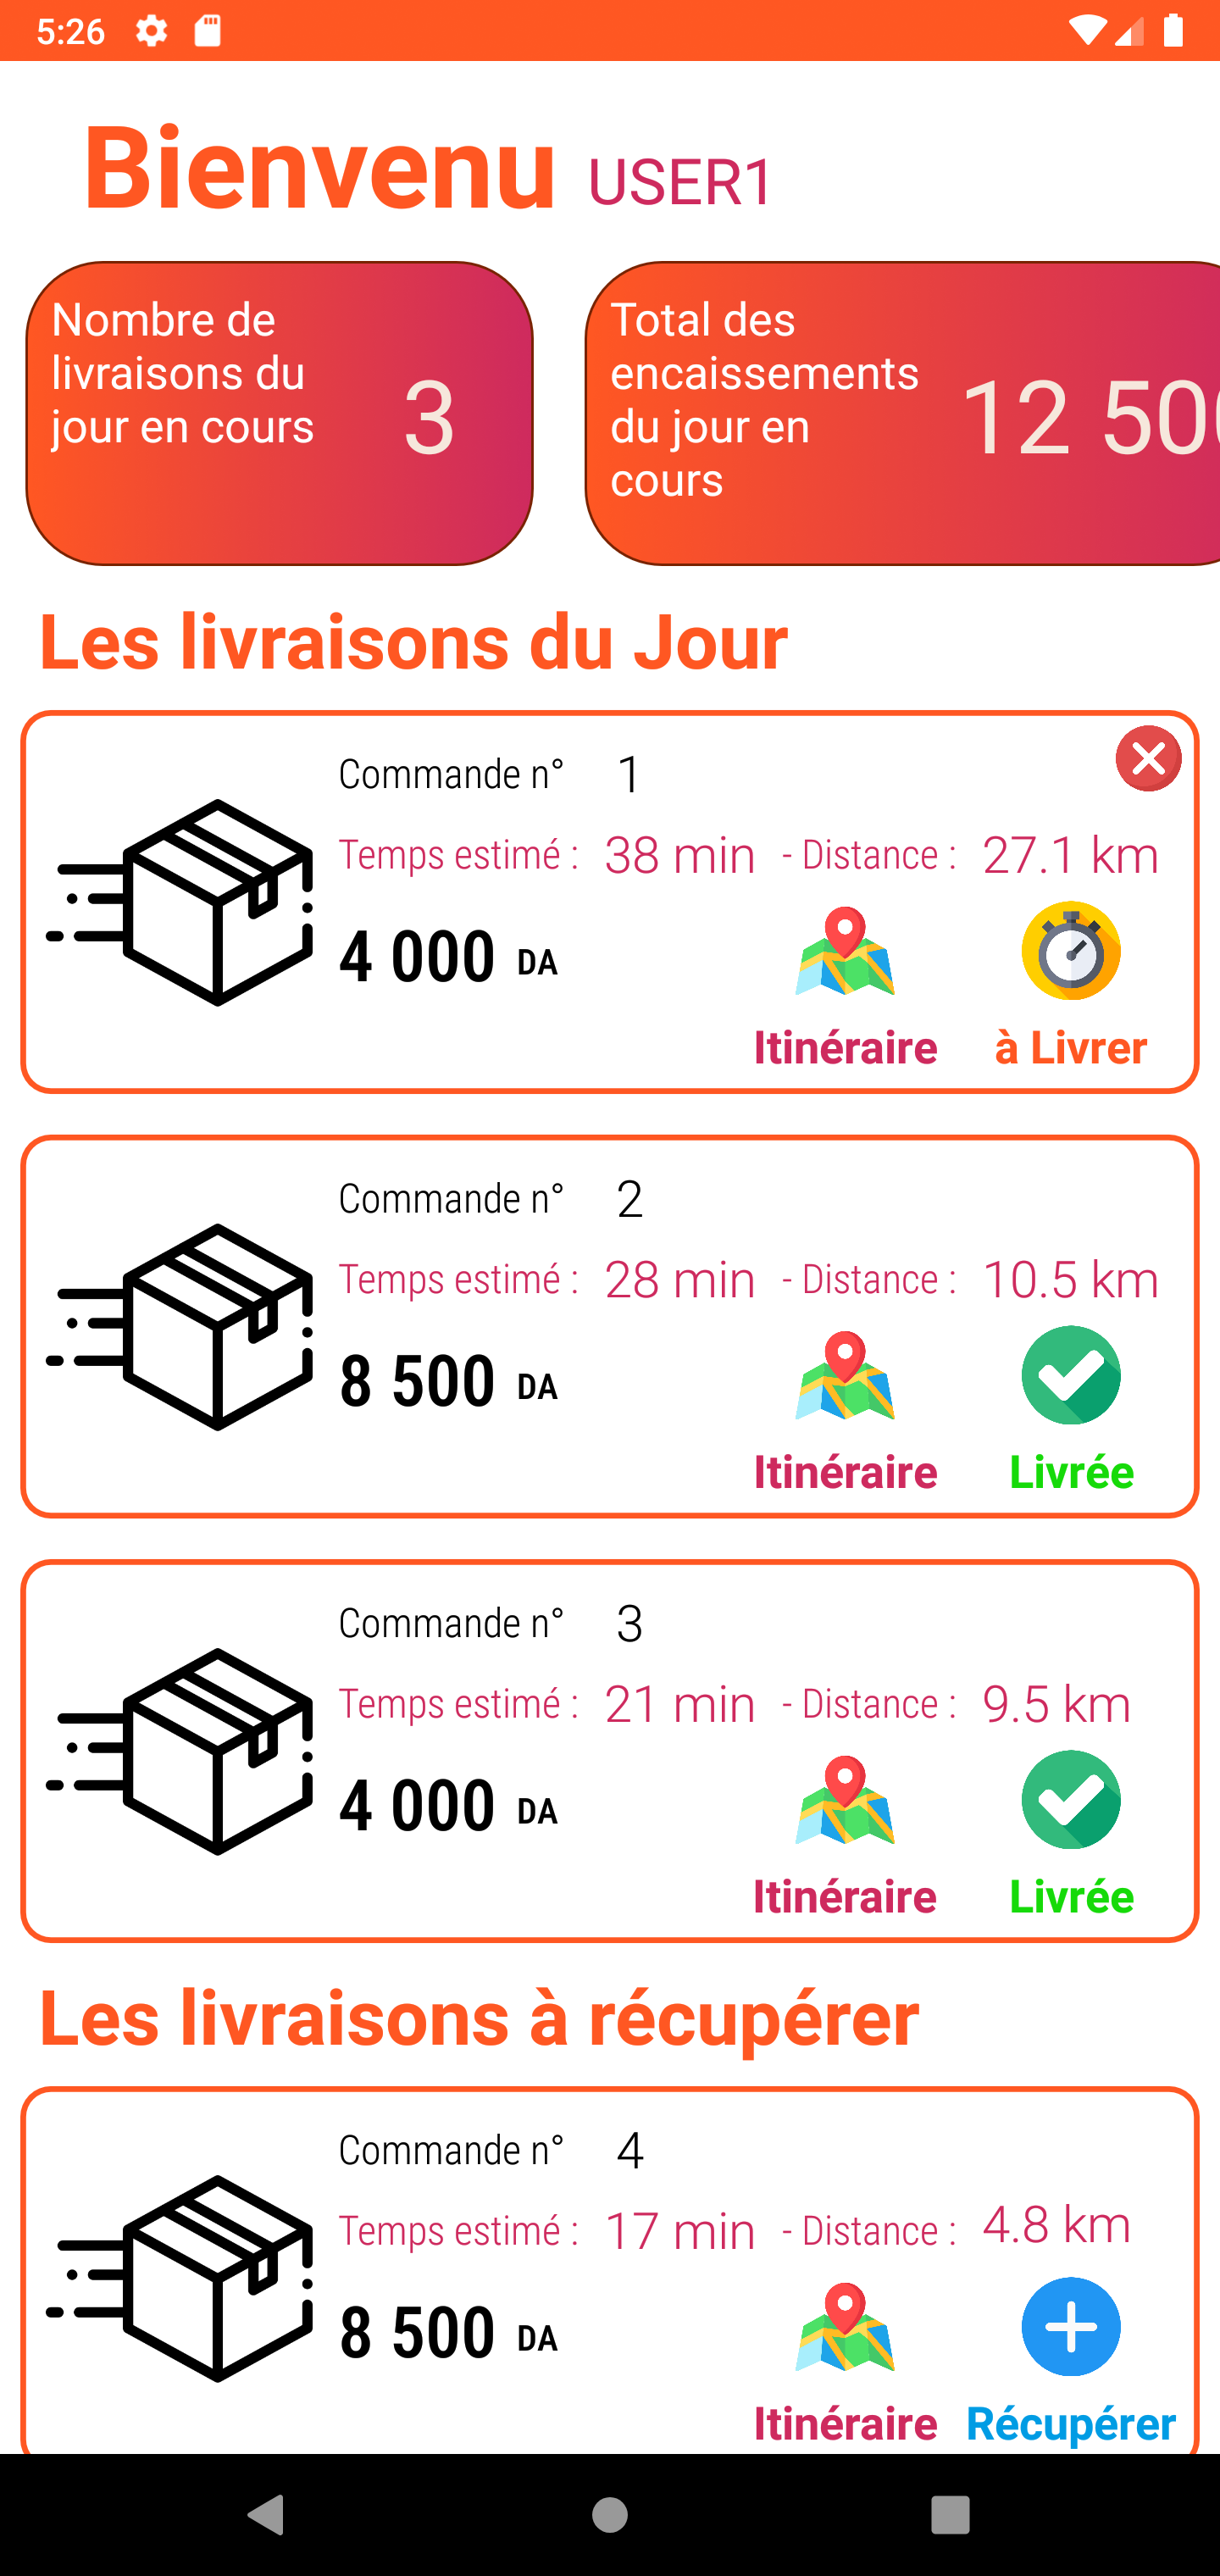 5:26
Bienvenu USER1
Nombre de
livraisons du
jour en cours
3
Total des
encaissements
du jour en
cours
12 500
Les livraisons du Jour
Commande n° 1
Temps estimé : 38 min - Distance : 27.1 km
4 000 DA
Itinéraire à Livrer
Commande n° 2
Temps estimé : 28 min - Distance : 10.5 km
8 500 DA
Itinéraire Livrée
Commande n° 3
Temps estimé : 21 min - Distance : 9.5 km
4 000 DA
Itinéraire Livrée
Les livraisons à récupérer
Commande n° 4
Temps estimé : 17 min - Distance : 4.8 km
8 500 DA
Itinéraire Récupérer